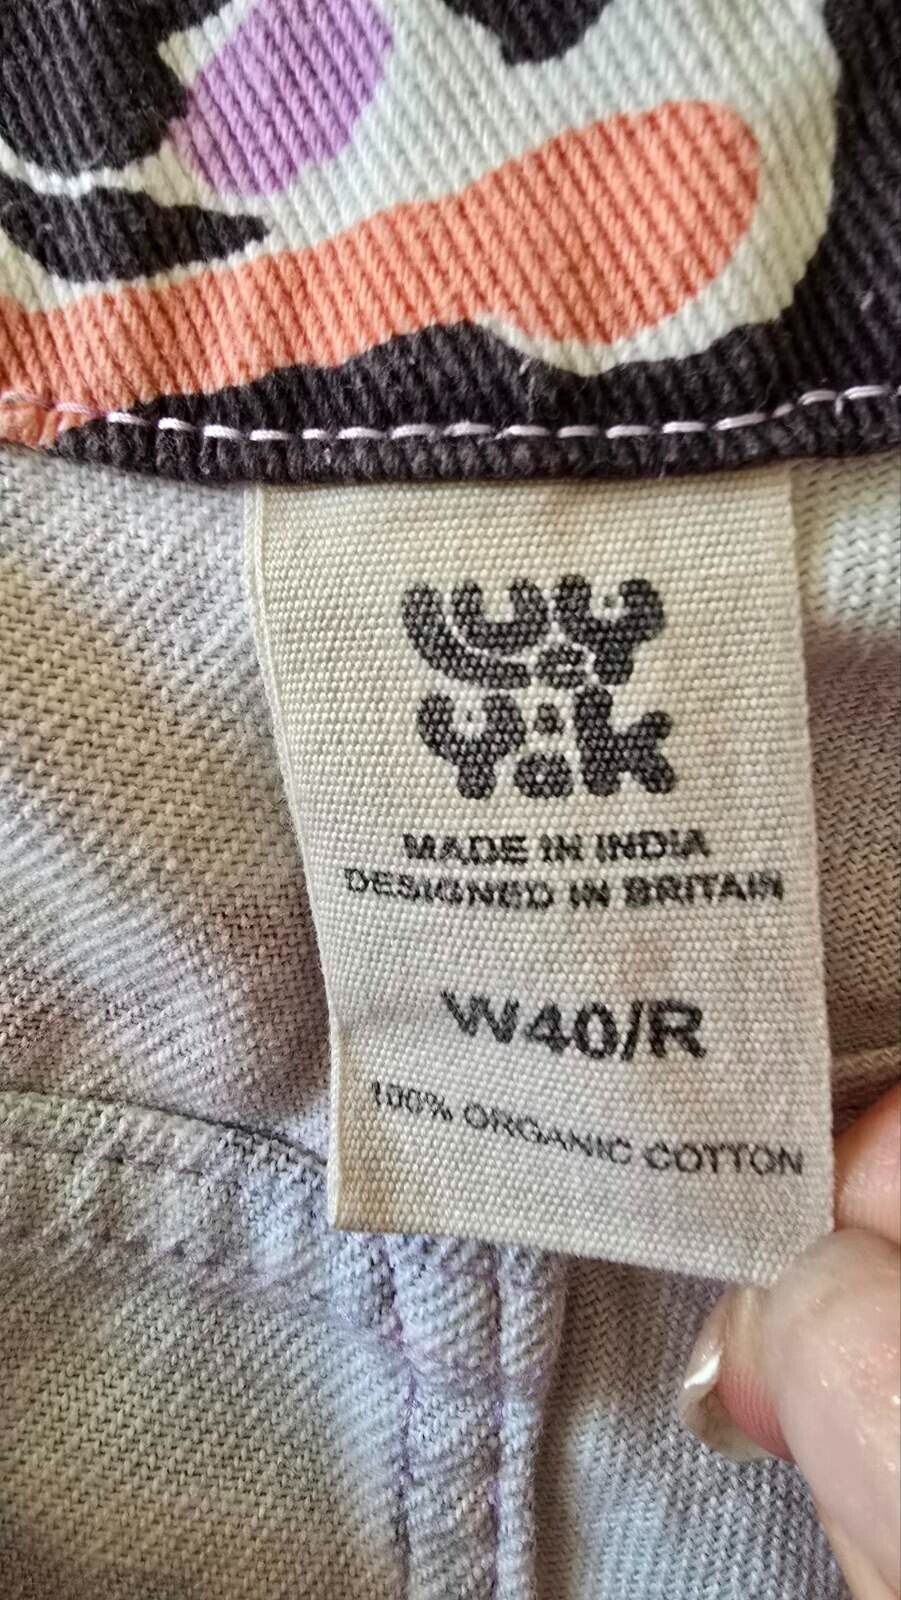 Lucy
& Yak
MADE IN INDIA
DESIGNED IN BRITAIN
W40/R
100% ORGANIC COTTON